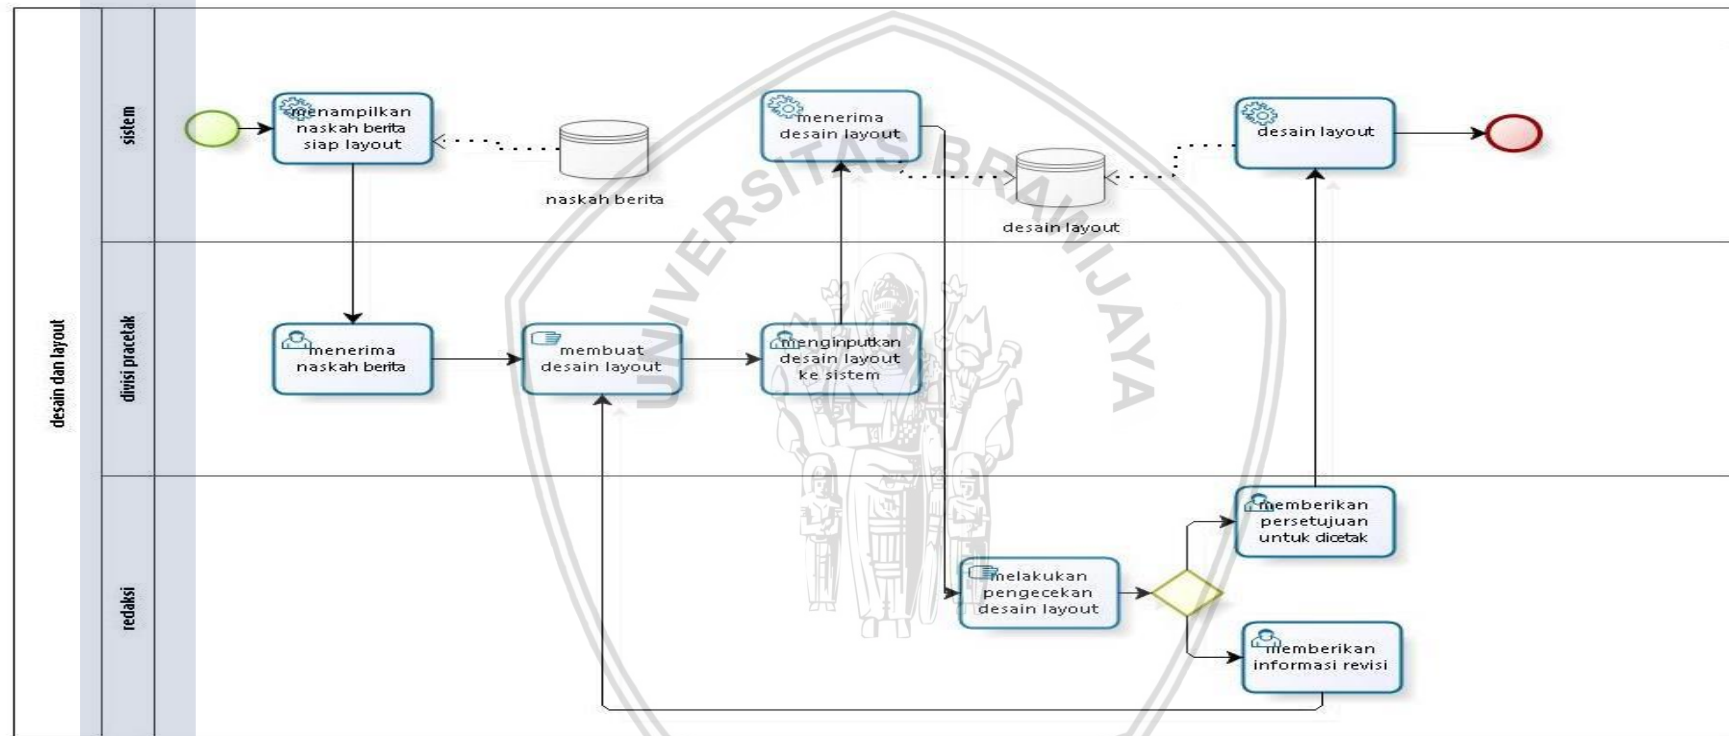 desain dan layout
sistem
menampilkan
naskah berita
siap layout
naskah berita
menerima
desain layout
desain layout
desain layout
UNIVERSITAS BRAWIJAYA
divisi pracetak
menerima
naskah berita
membuat
desain layout
menginputkan
desain layout
ke sistem
redaksi
melakukan
pengecekan
desain layout
memberikan
persetujuan
untuk dicetak
memberikan
informasi revisi